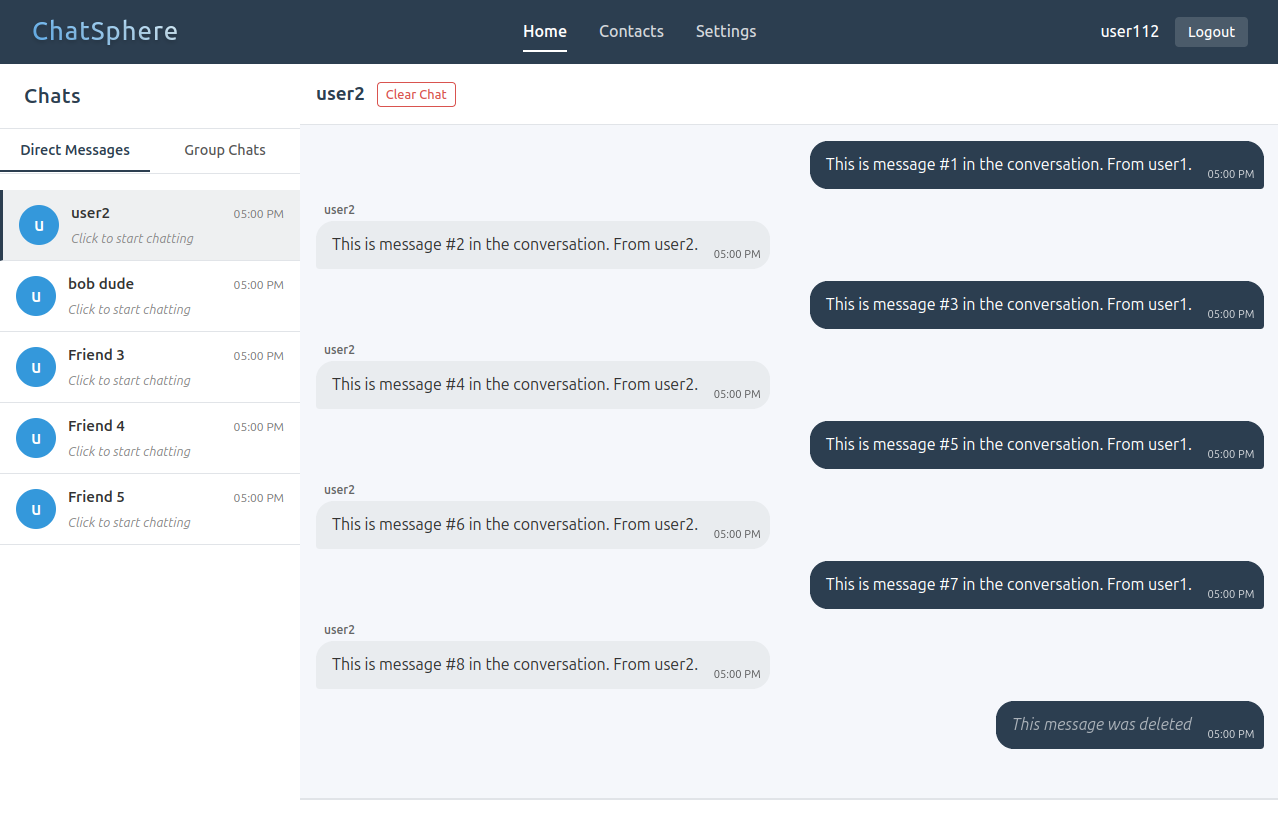 ChatSphere
Home Contacts Settings
user112 Logout
Chats
Direct Messages Group Chats
u
user2 05:00 PM
Click to start chatting
u
bob dude 05:00 PM
Click to start chatting
u
Friend 3 05:00 PM
Click to start chatting
u
Friend 4 05:00 PM
Click to start chatting
u
Friend 5 05:00 PM
Click to start chatting
user2 Clear Chat
This is message #1 in the conversation. From user1. 05:00 PM
user2
This is message #2 in the conversation. From user2. 05:00 PM
This is message #3 in the conversation. From user1. 05:00 PM
user2
This is message #4 in the conversation. From user2. 05:00 PM
This is message #5 in the conversation. From user1. 05:00 PM
user2
This is message #6 in the conversation. From user2. 05:00 PM
This is message #7 in the conversation. From user1. 05:00 PM
user2
This is message #8 in the conversation. From user2. 05:00 PM
This message was deleted 05:00 PM